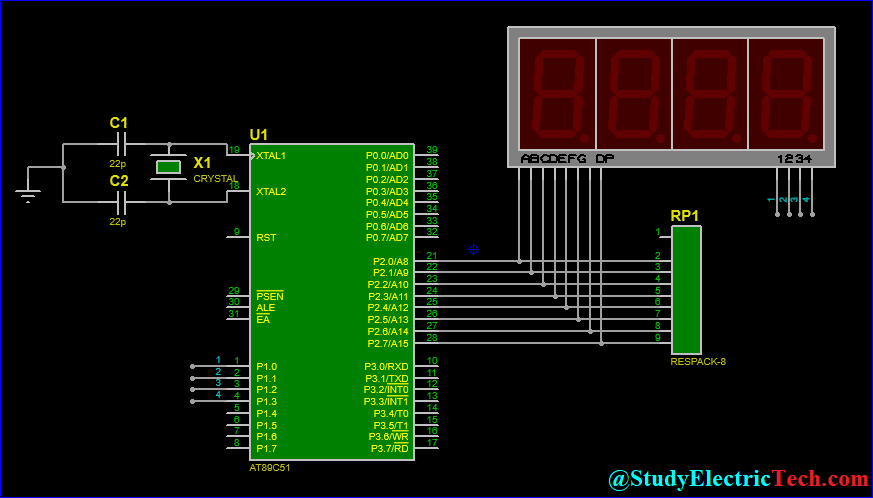 C1
22p
C2
22p
X1
CRYSTAL
U1
19 XTAL1
18 XTAL2
9 RST
29 PSEN
30 ALE
31 EA
1 1 P1.0
2 2 P1.1
3 3 P1.2
4 4 P1.3
5 P1.4
6 P1.5
7 P1.6
8 P1.7
P0.0/AD0 39
P0.1/AD1 38
P0.2/AD2 37
P0.3/AD3 36
P0.4/AD4 35
P0.5/AD5 34
P0.6/AD6 33
P0.7/AD7 32
P2.0/A8 21
P2.1/A9 22
P2.2/A10 23
P2.3/A11 24
P2.4/A12 25
P2.5/A13 26
P2.6/A14 27
P2.7/A15 28
P3.0/RXD 10
P3.1/TXD 11
P3.2/INT0 12
P3.3/INT1 13
P3.4/T0 14
P3.5/T1 15
P3.6/WR 16
P3.7/RD 17
AT89C51
ABCDEFG DP 1234
1 2 3 4
RP1
1
2
3
4
5
6
7
8
9
RESPACK-8
@StudyElectricTech.com